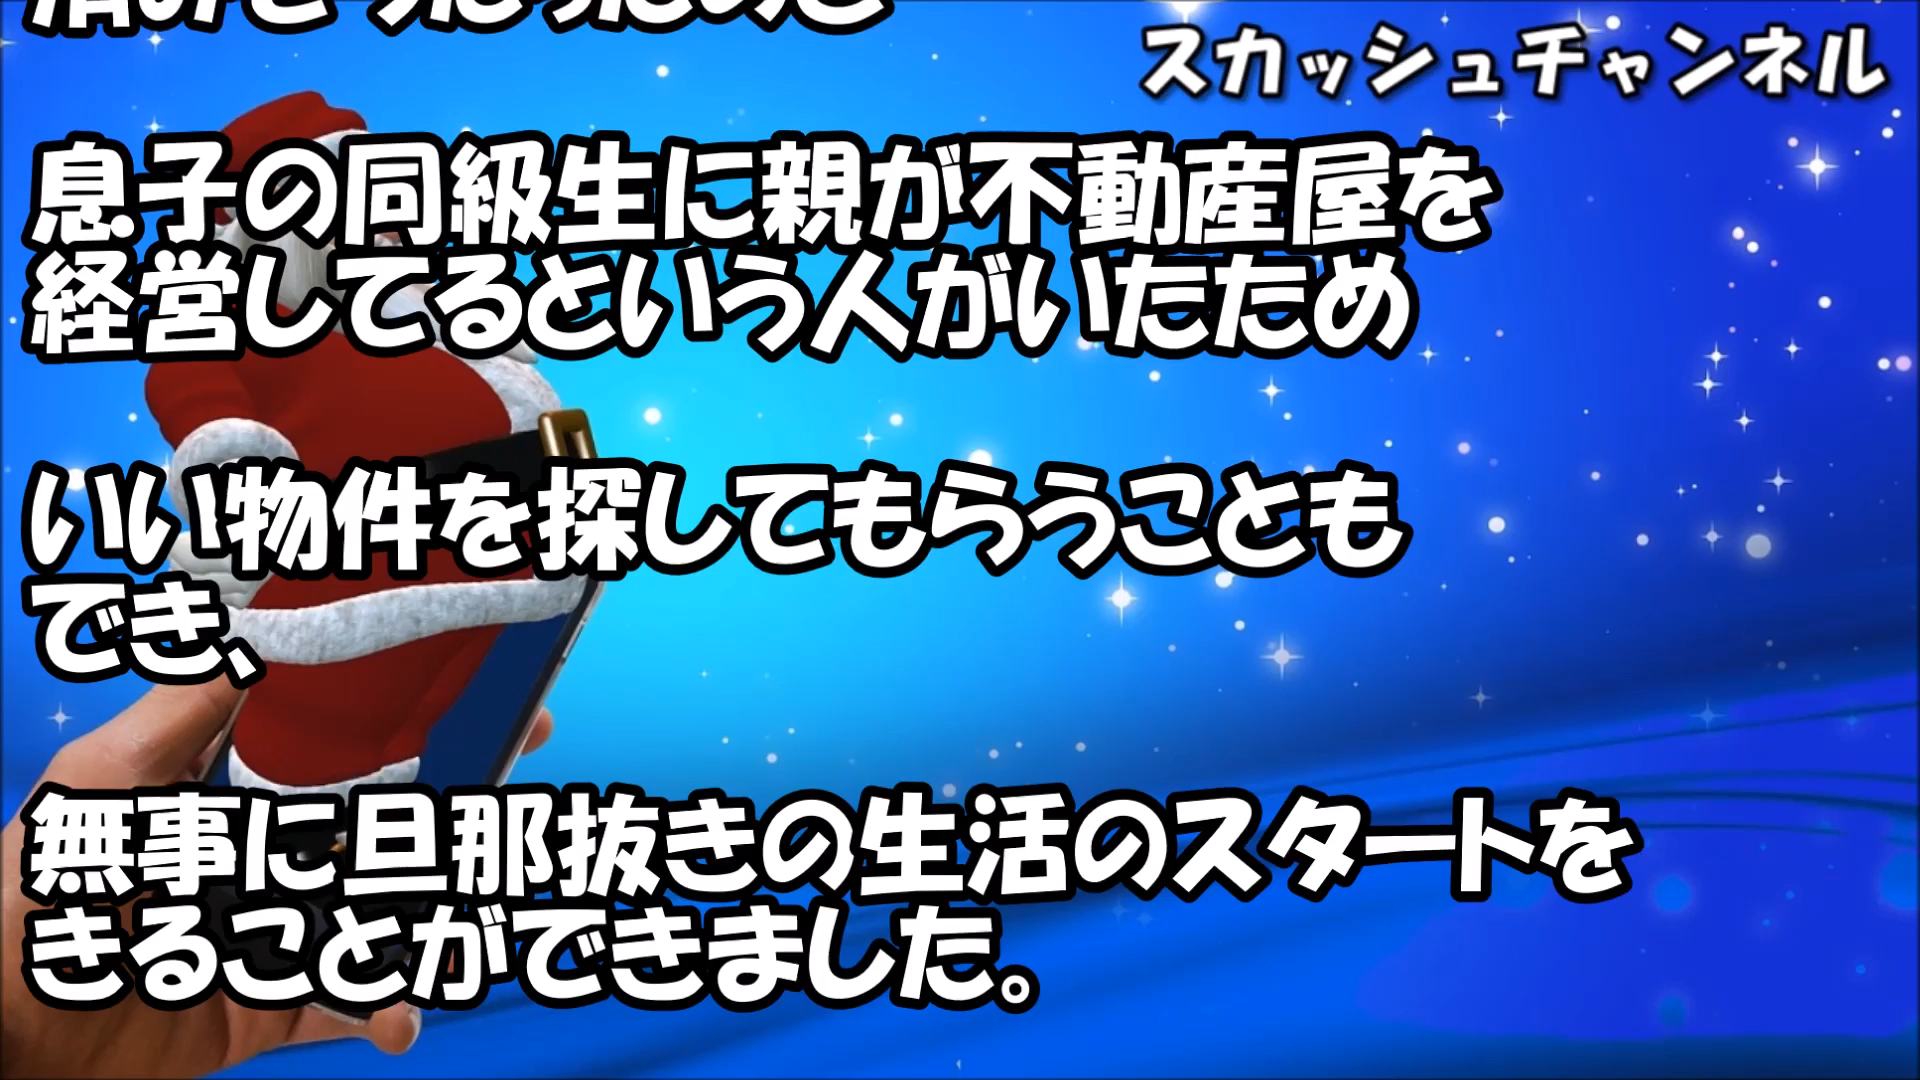 スカッシュチャンネル
息子の同級生に親が不動産屋を
経営してるという人がいたため
いい物件を探してもらうことも
でき、
無事に旦那抜きの生活のスタートを
きることができました。